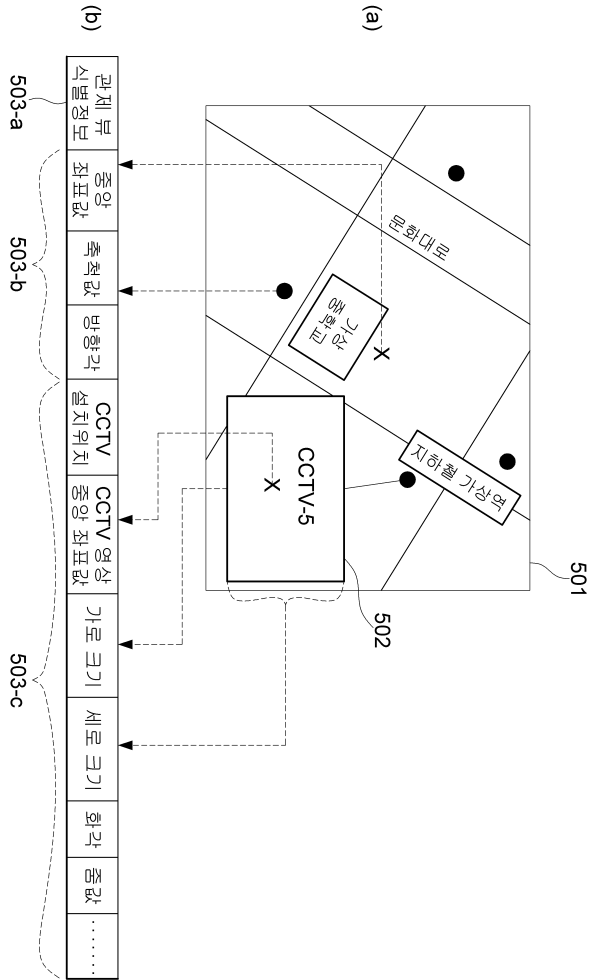 (a)
501
문화대로
가상
중학교
X
지하철 가상역
CCTV-5
X
502
(b)
관제 뷰
식별정보
중앙
좌표값
축척값
방향각
CCTV
설치위치
CCTV 영상
중앙 좌표값
가로 크기
세로 크기
화각
줌값
........
503-a
503-b
503-c